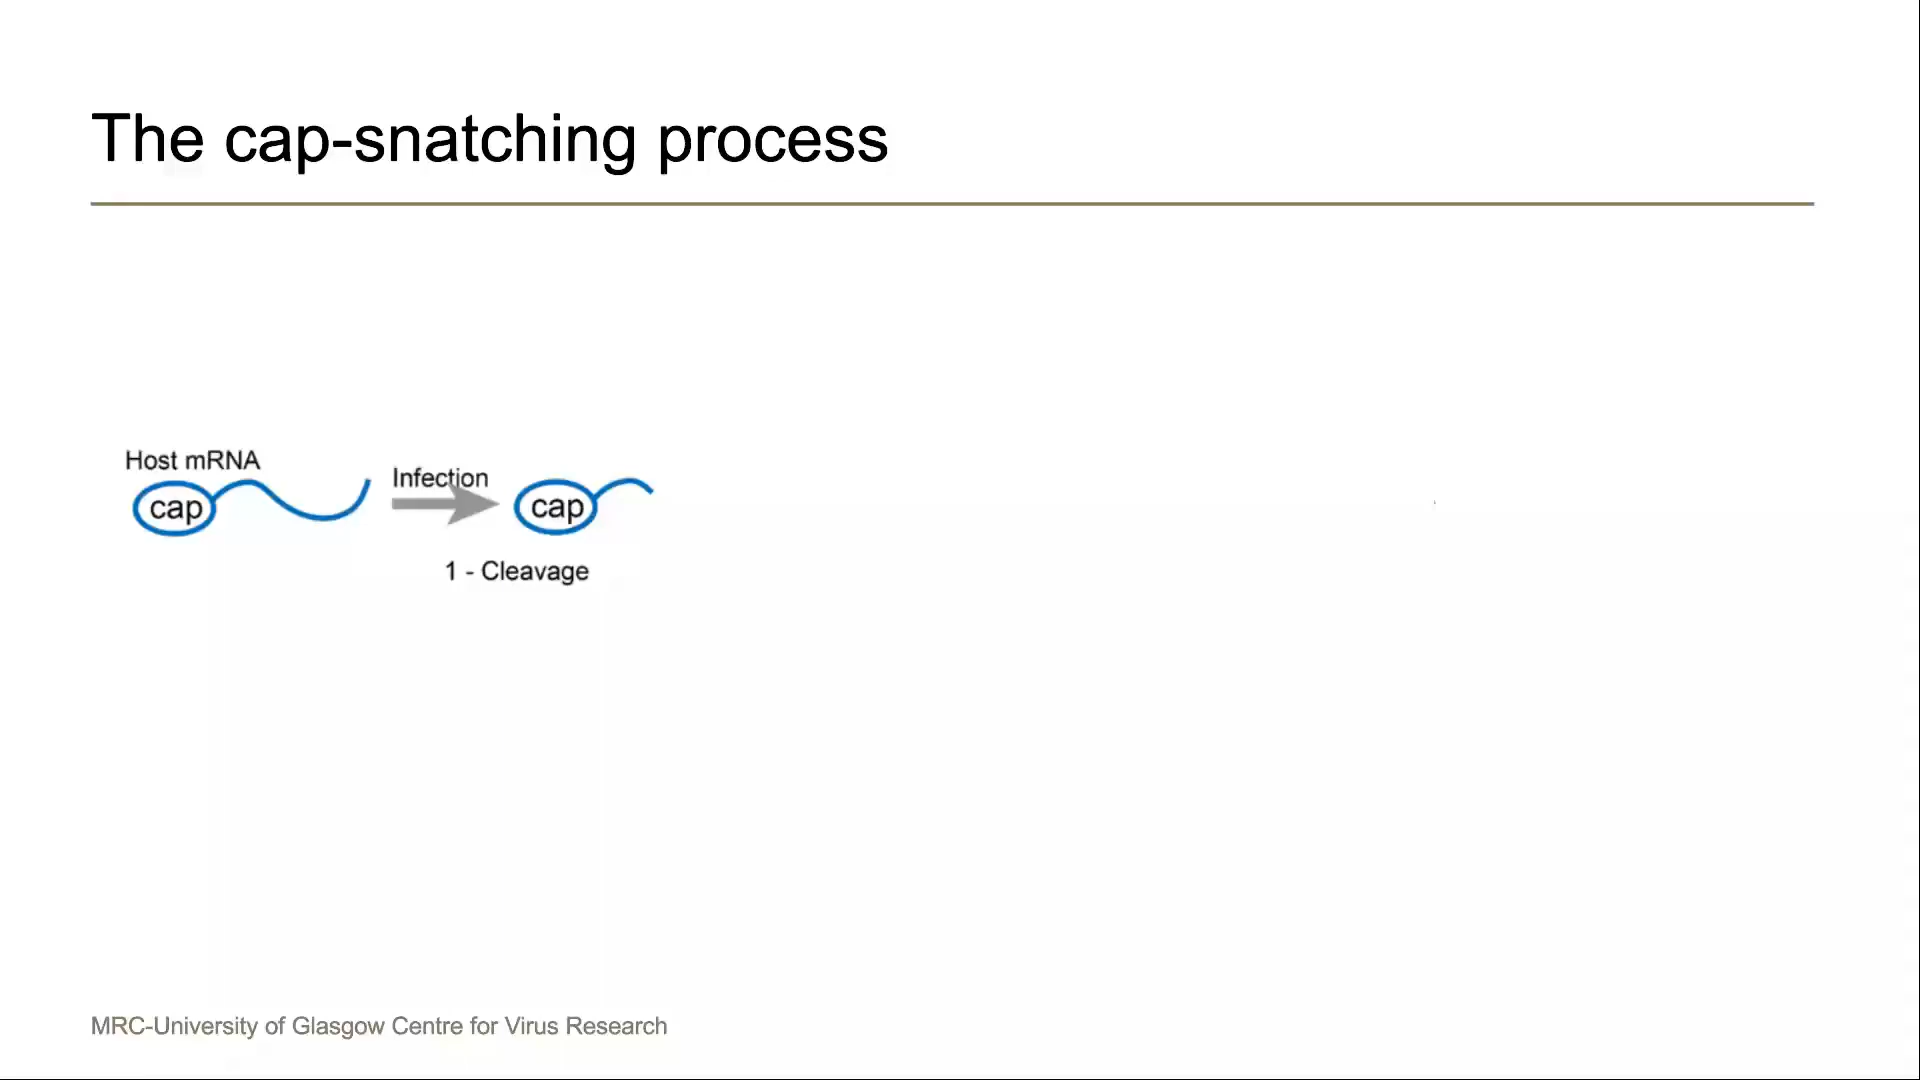 The cap-snatching process
Host mRNA
cap
Infection
cap
1 - Cleavage
MRC-University of Glasgow Centre for Virus Research